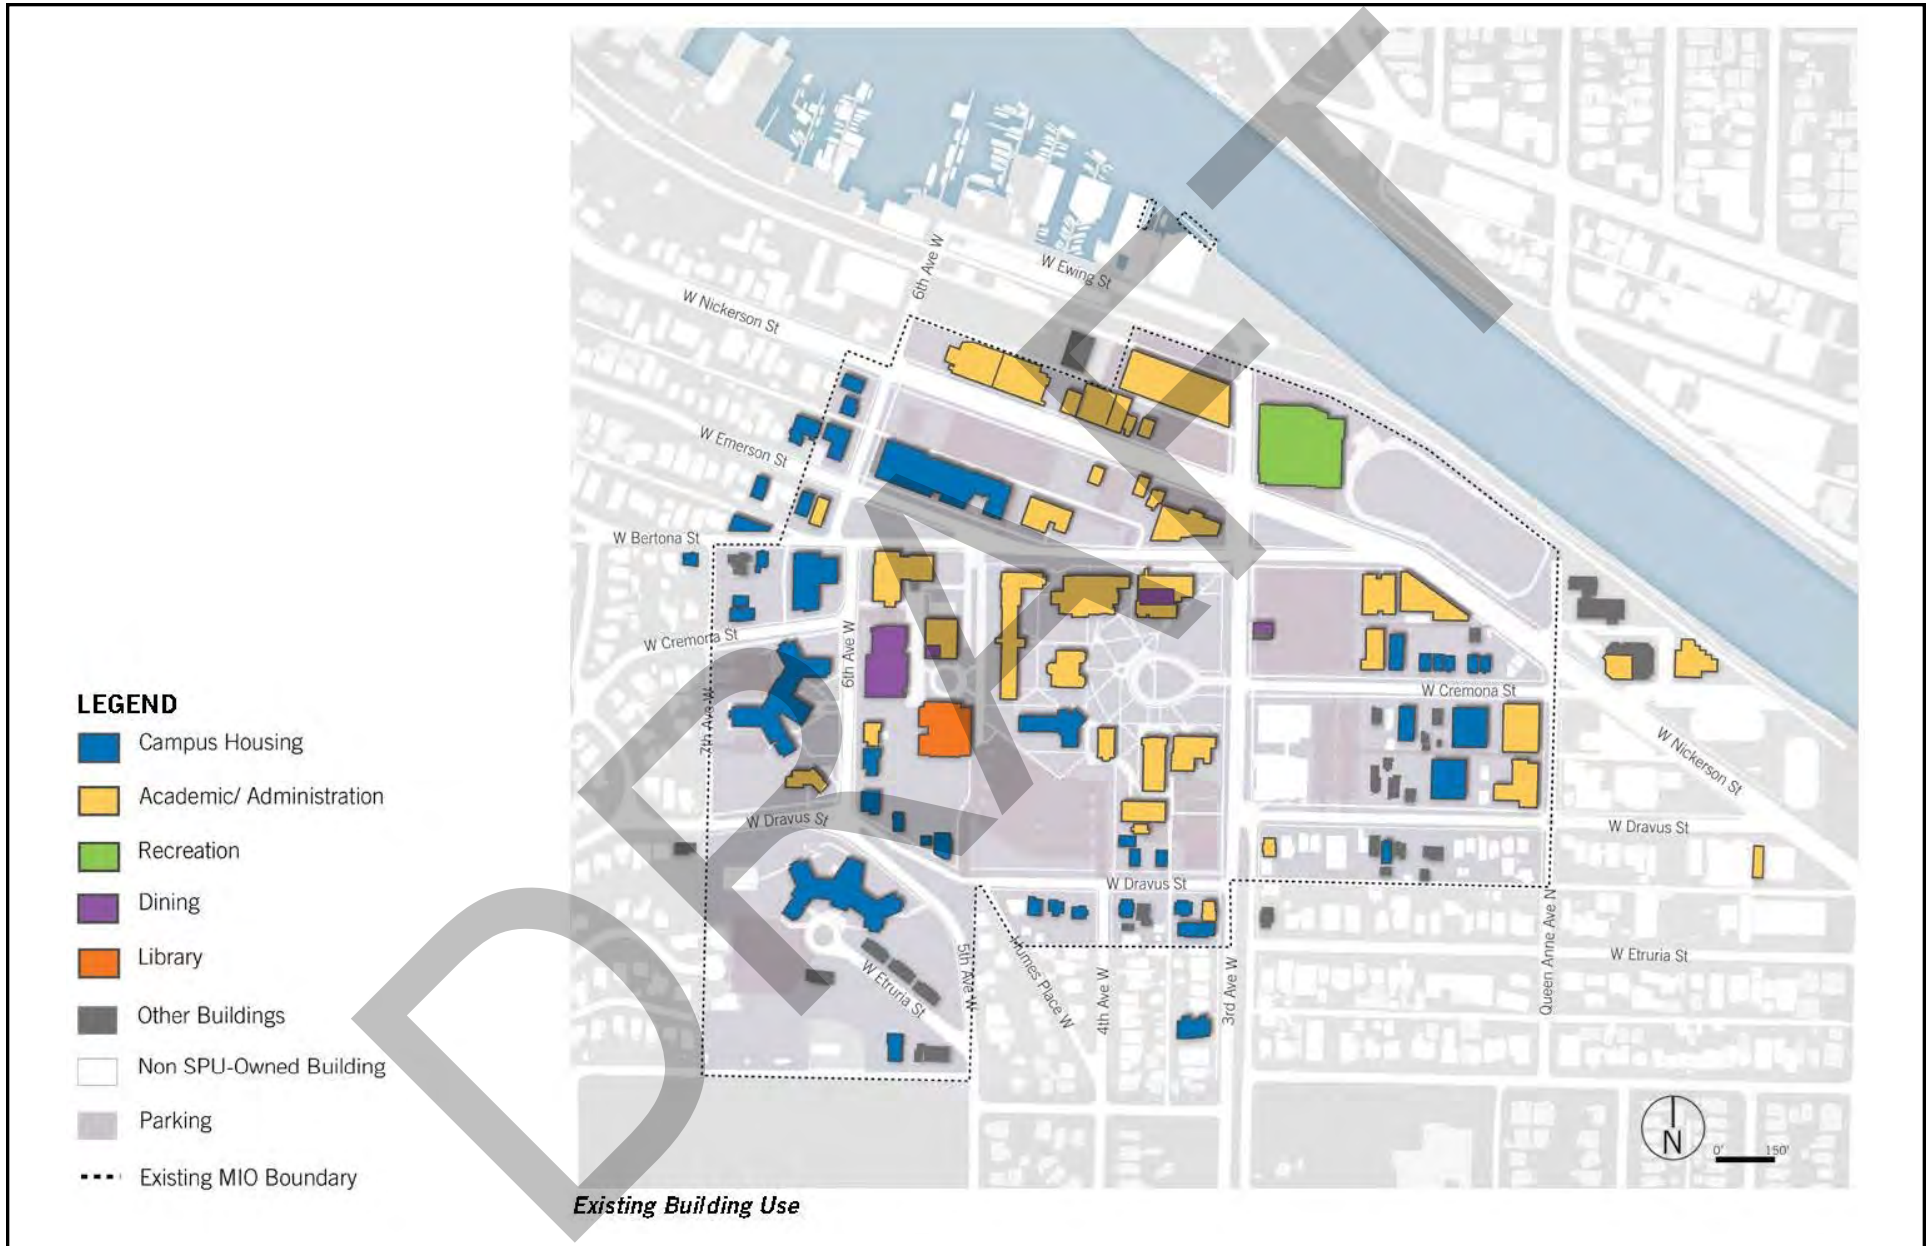 W Ewing St
6th Ave W
W Nickerson St
W Emerson St
W Bertona St
W Cremona St
6th Ave W
7th Ave W
W Cremona St
W Nickerson St
W Dravus St
W Dravus St
W Dravus St
5th Ave W
Humes Place W
4th Ave W
3rd Ave W
Queen Anne Ave N
W Etruria St
W Etruria St
LEGEND
Campus Housing
Academic/ Administration
Recreation
Dining
Library
Other Buildings
Non SPU-Owned Building
Parking
Existing MIO Boundary
N
0' 150'
Existing Building Use
DRAFT